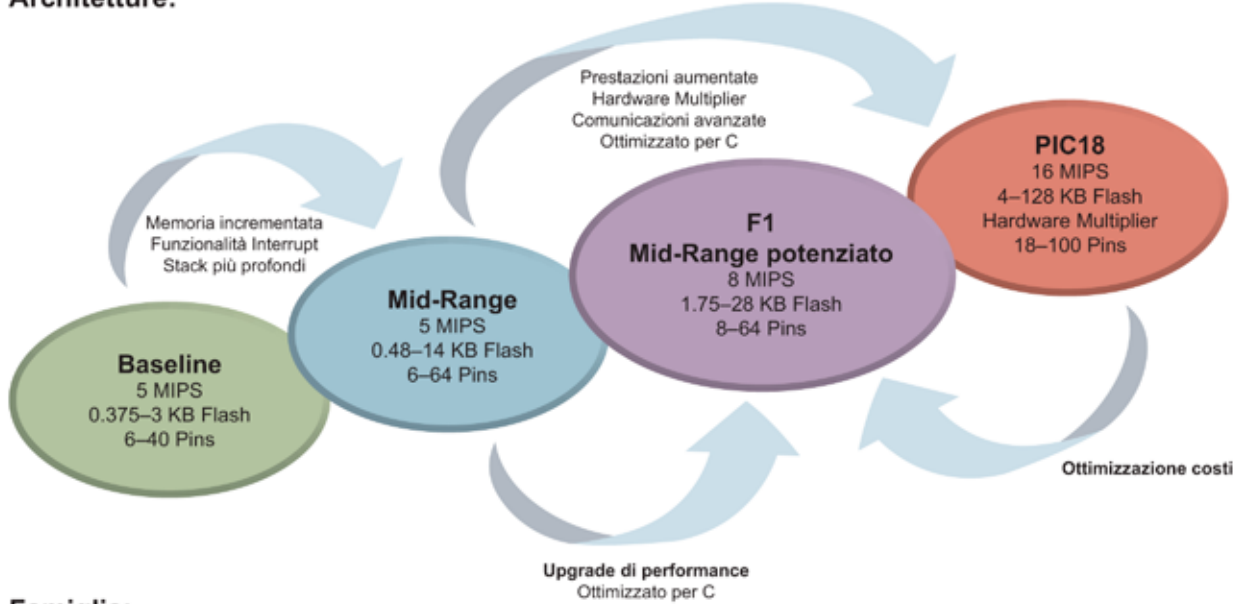 Architetture:
Prestazioni aumentate
Hardware Multiplier
Comunicazioni avanzate
Ottimizzato per C
PIC18
16 MIPS
4–128 KB Flash
Hardware Multiplier
18–100 Pins
Memoria incrementata
Funzionalità Interrupt
Stack più profondi
F1
Mid-Range potenziato
8 MIPS
1.75–28 KB Flash
8–64 Pins
Mid-Range
5 MIPS
0.48–14 KB Flash
6–64 Pins
Baseline
5 MIPS
0.375–3 KB Flash
6–40 Pins
Ottimizzazione costi
Upgrade di performance
Ottimizzato per C
Famiglie: